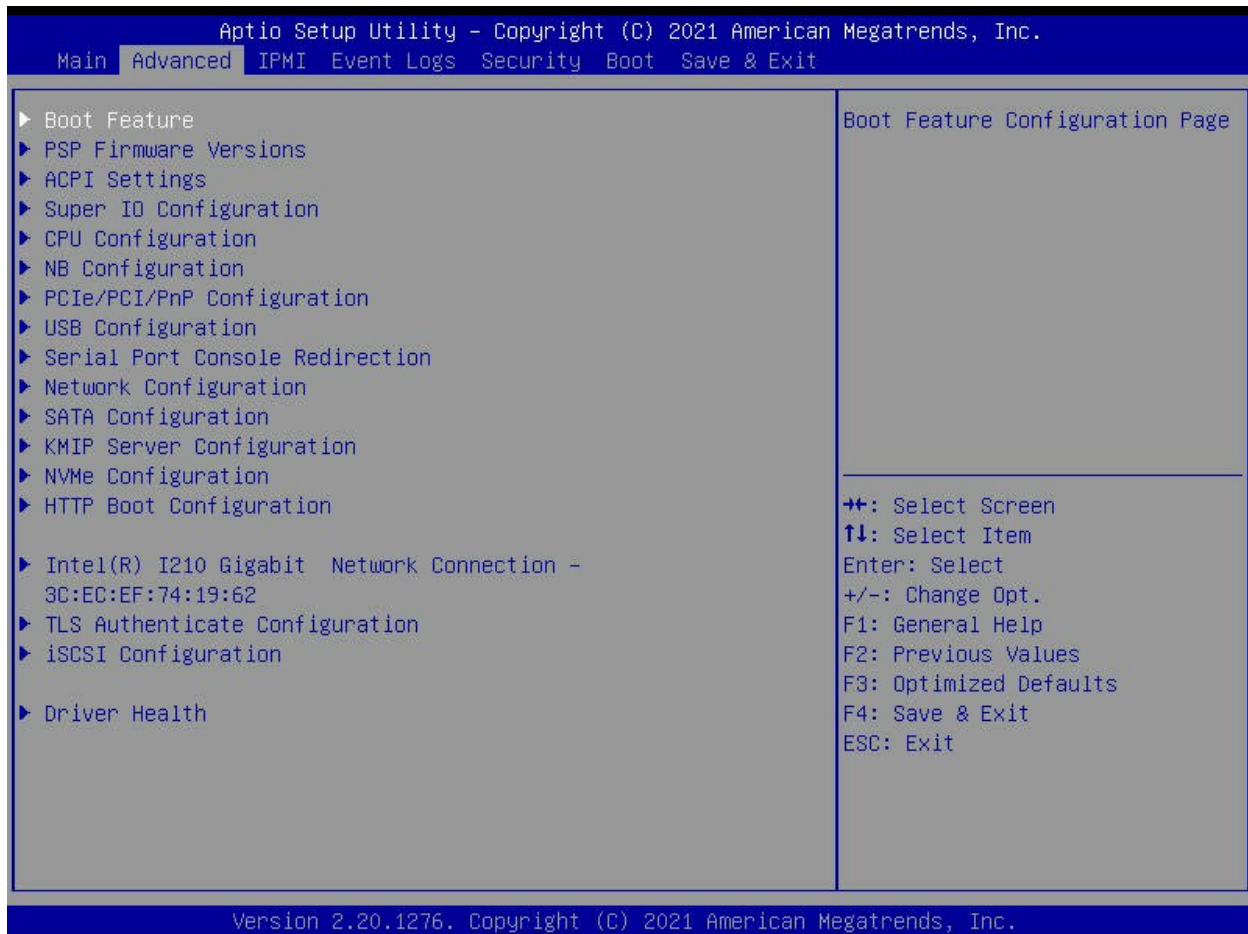 Aptio Setup Utility – Copyright (C) 2021 American Megatrends, Inc.
Main Advanced IPMI Event Logs Security Boot Save & Exit
Boot Feature
PSP Firmware Versions
ACPI Settings
Super IO Configuration
CPU Configuration
NB Configuration
PCIe/PCI/PnP Configuration
USB Configuration
Serial Port Console Redirection
Network Configuration
SATA Configuration
KMIP Server Configuration
NVMe Configuration
HTTP Boot Configuration
Intel(R) I210 Gigabit  Network Connection –
3C:EC:EF:74:19:62
TLS Authenticate Configuration
iSCSI Configuration
Driver Health
Boot Feature Configuration Page
→←: Select Screen
↑↓: Select Item
Enter: Select
+/-: Change Opt.
F1: General Help
F2: Previous Values
F3: Optimized Defaults
F4: Save & Exit
ESC: Exit
Version 2.20.1276. Copyright (C) 2021 American Megatrends, Inc.